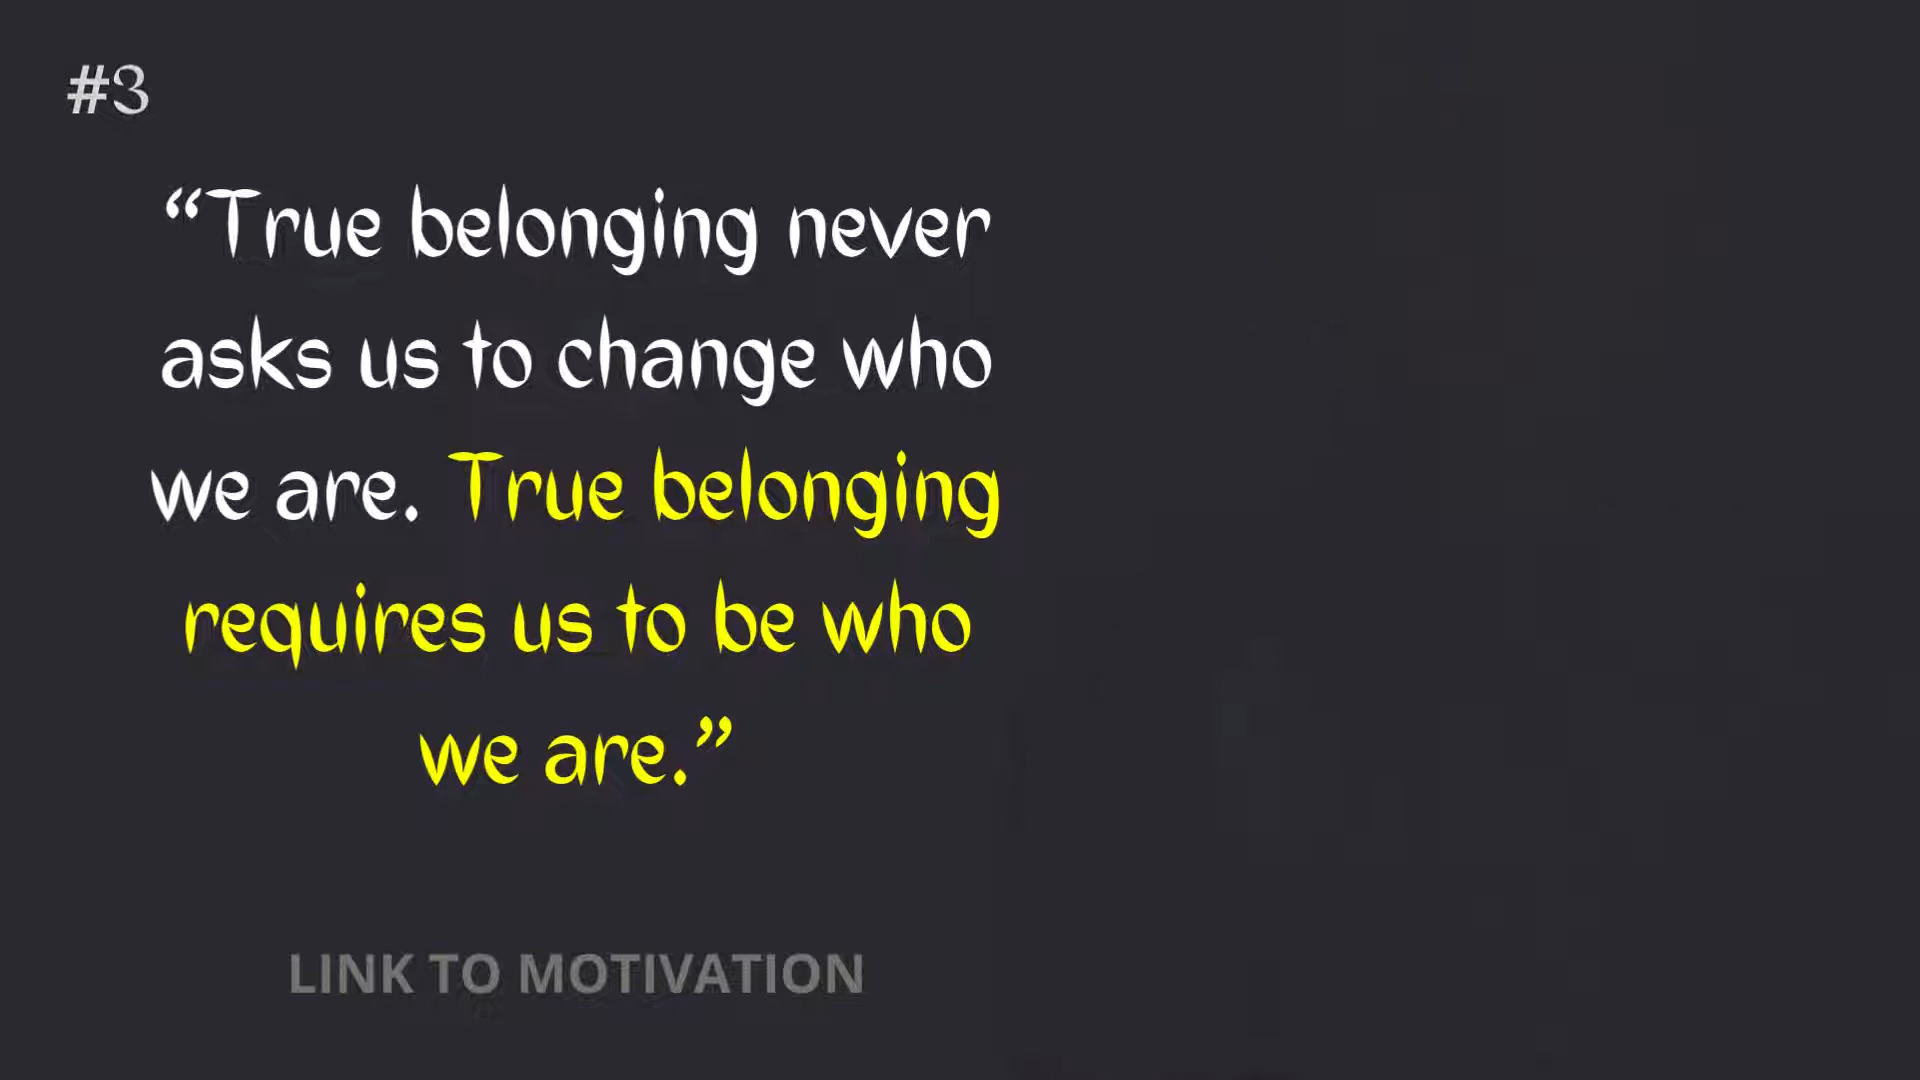 #3
“True belonging never
asks us to change who
we are. True belonging
requires us to be who
we are.”
LINK TO MOTIVATION